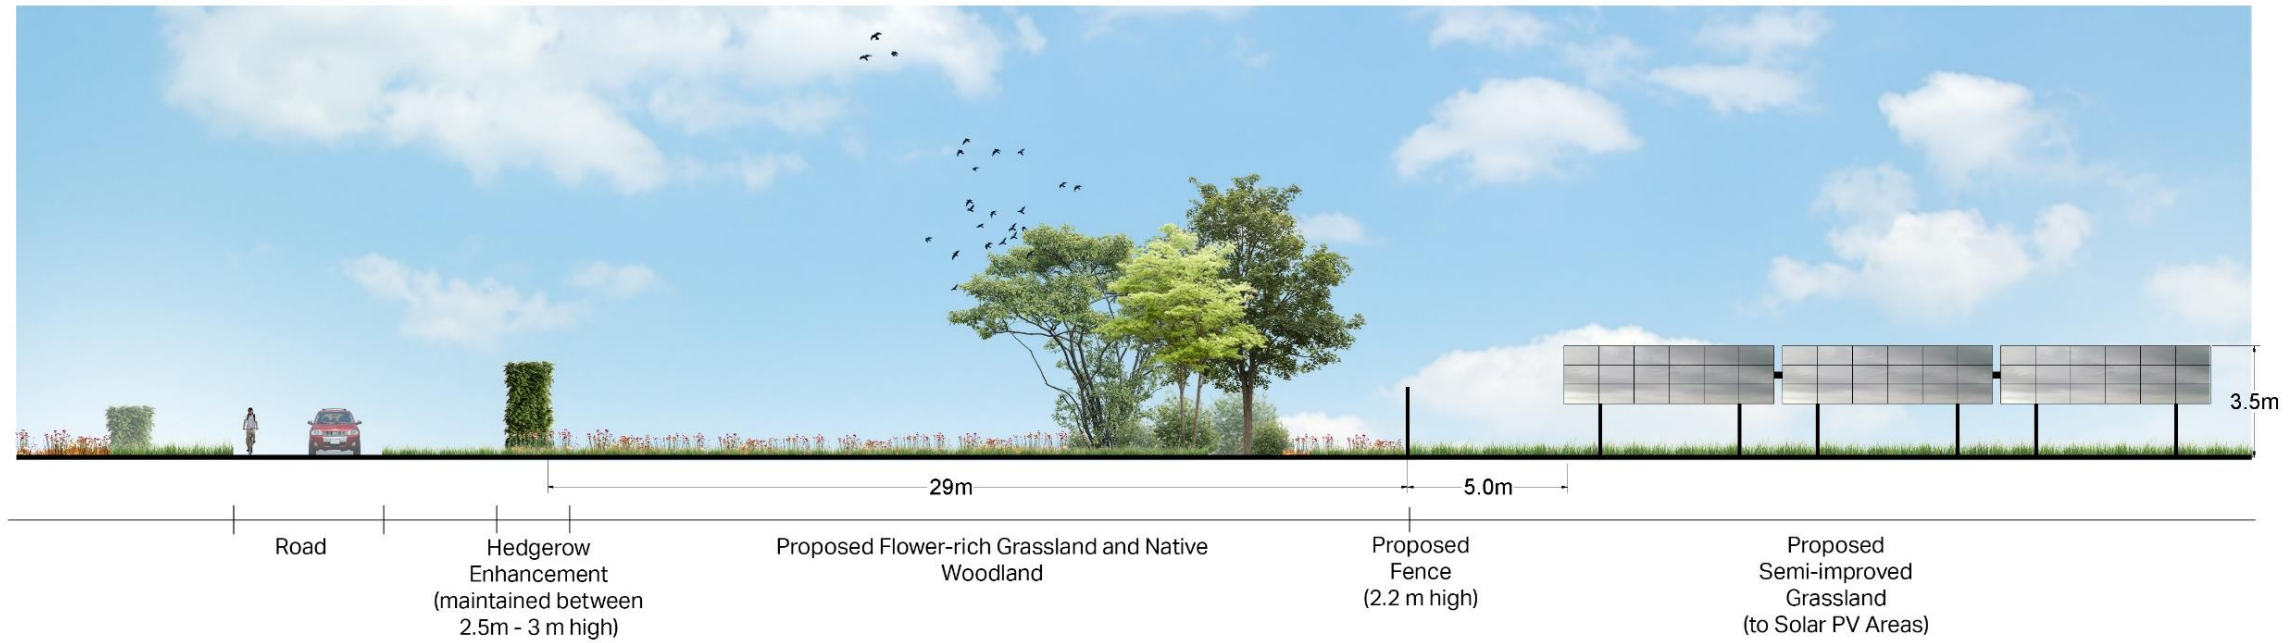 3.5m
29m
5.0m
Road
Hedgerow
Enhancement
(maintained between
2.5m - 3 m high)
Proposed Flower-rich Grassland and Native
Woodland
Proposed
Fence
(2.2 m high)
Proposed
Semi-improved
Grassland
(to Solar PV Areas)